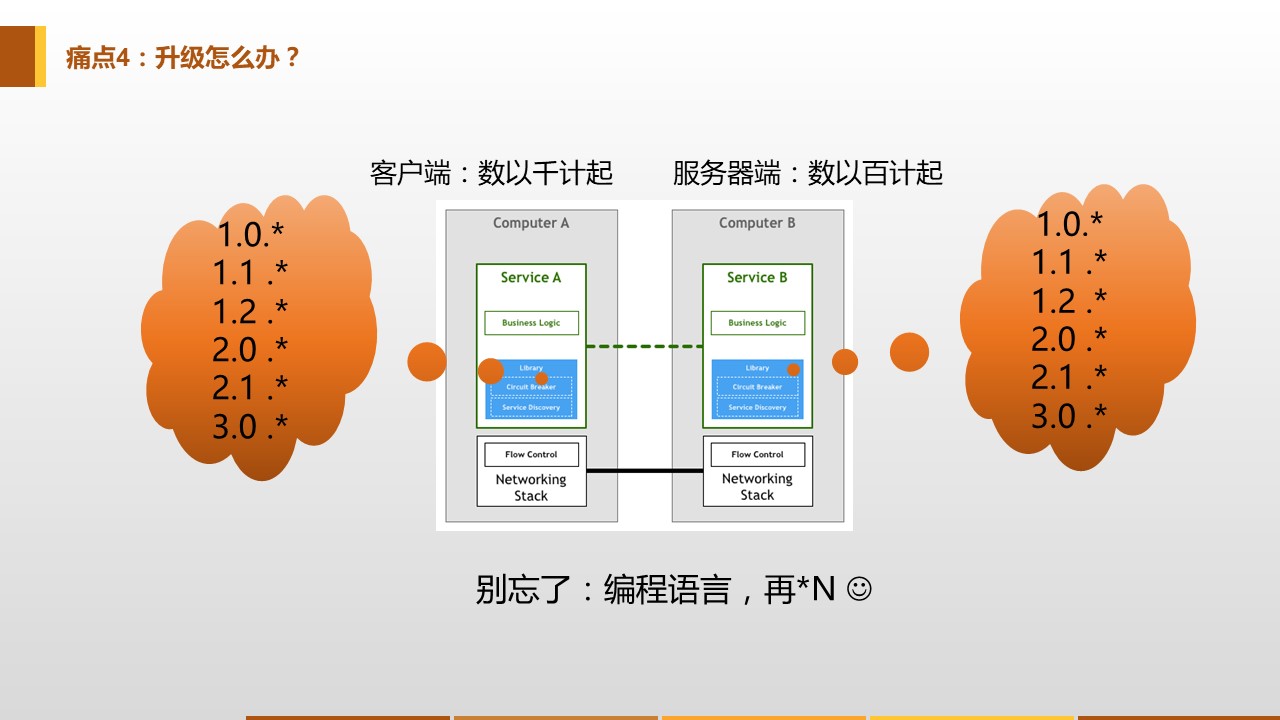 痛点4：升级怎么办？
客户端：数以千计起
服务器端：数以百计起
1.0.*
1.1 .*
1.2 .*
2.0 .*
2.1 .*
3.0 .*
Computer A
Service A
Business Logic
Library
Circuit Breaker
Service Discovery
Flow Control
Networking
Stack
Computer B
Service B
Business Logic
Library
Circuit Breaker
Service Discovery
Flow Control
Networking
Stack
1.0.*
1.1 .*
1.2 .*
2.0 .*
2.1 .*
3.0 .*
别忘了：编程语言，再*N ☺